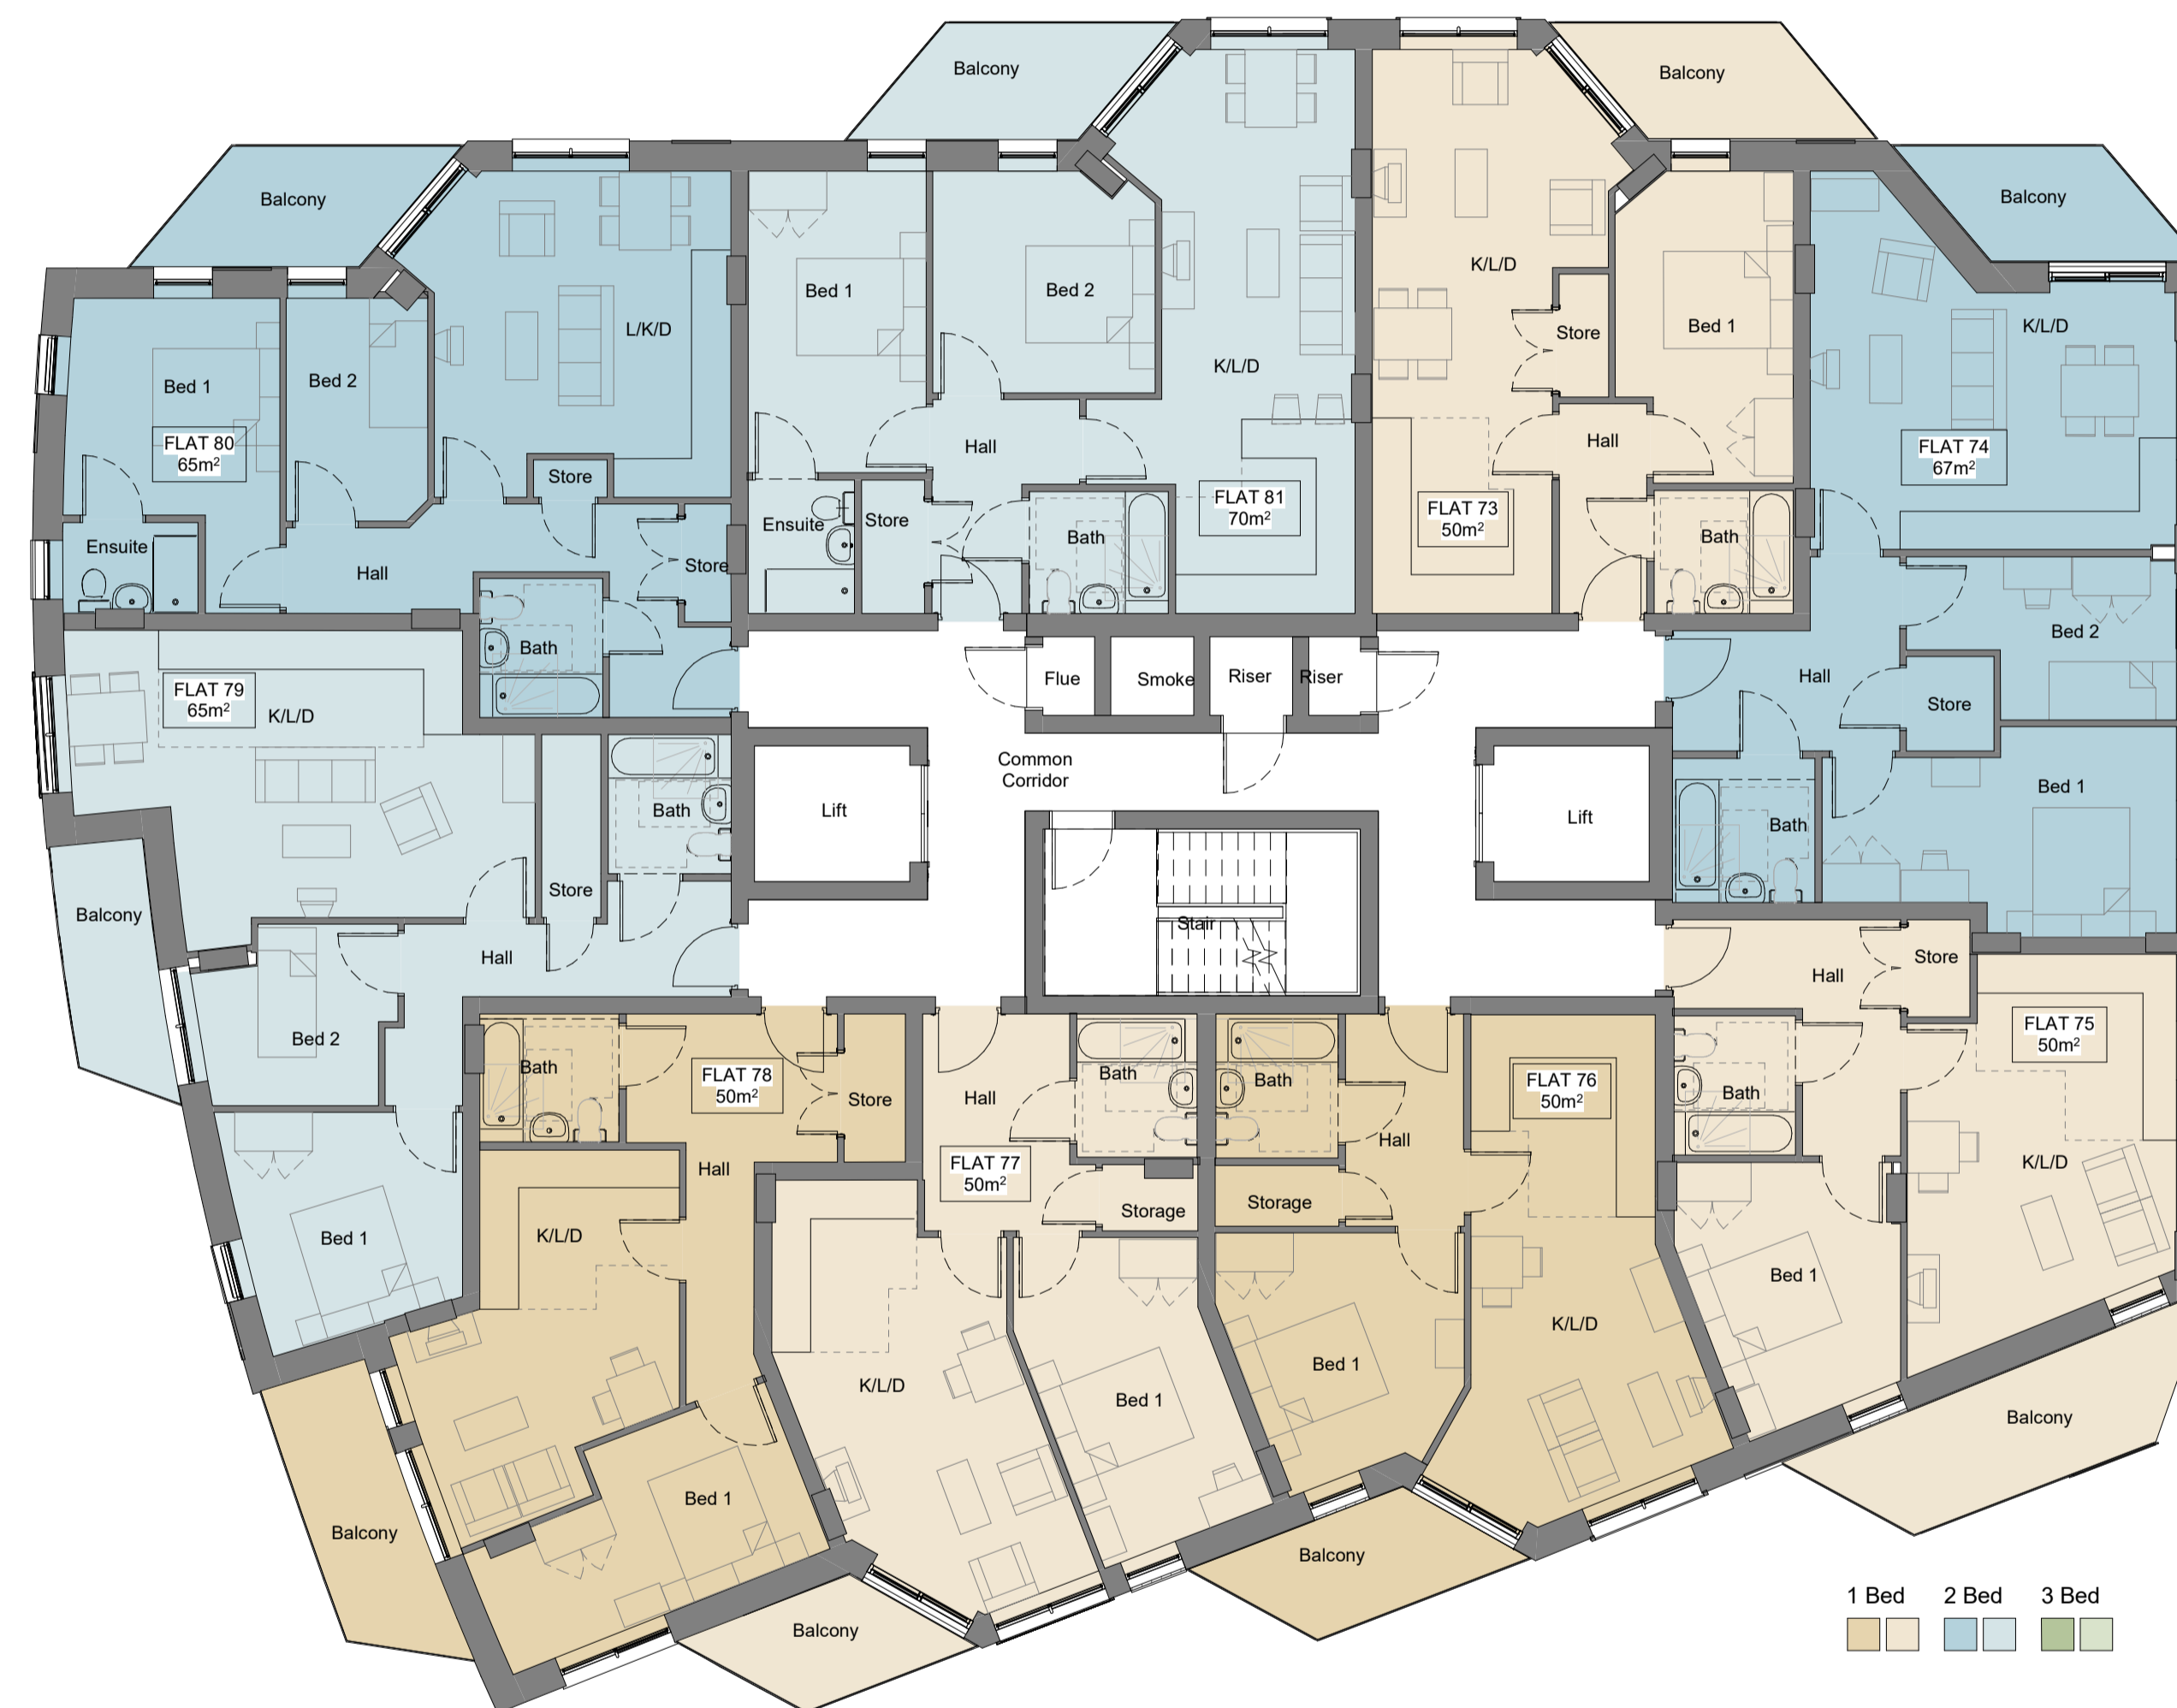 Balcony
Balcony
Balcony
Balcony
Bed 1
Bed 2
L/K/D
FLAT 80
65m²
Ensuite
Hall
Store
Store
Bath
Bed 1
Bed 2
K/L/D
Hall
Ensuite
Store
Bath
FLAT 81
70m²
K/L/D
Store
Bed 1
Hall
FLAT 73
50m²
Bath
K/L/D
FLAT 74
67m²
Bed 2
Hall
Store
Bed 1
Bath
FLAT 79
65m²
K/L/D
Bath
Store
Balcony
Hall
Bed 2
Bed 1
Flue
Smoke
Riser
Riser
Common
Corridor
Lift
Lift
Stair
Bath
FLAT 78
50m²
Store
Hall
K/L/D
Bed 1
Balcony
Hall
Bath
FLAT 77
50m²
Storage
K/L/D
Bed 1
Balcony
Bath
Hall
FLAT 76
50m²
Storage
Bed 1
K/L/D
Balcony
Hall
Store
FLAT 75
50m²
Bath
K/L/D
Bed 1
Balcony
1 Bed
2 Bed
3 Bed